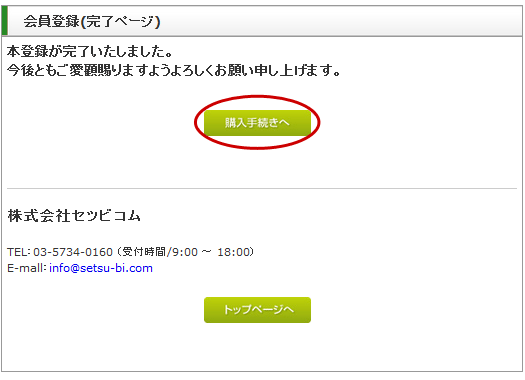 会員登録(完了ページ)
本登録が完了いたしました。
今後ともご愛顧賜りますようよろしくお願い申し上げます。
購入手続きへ
株式会社セツビコム
TEL：03-5734-0160 （受付時間/9:00 ～ 18:00）
E-mall：info@setsu-bi.com
トップページへ